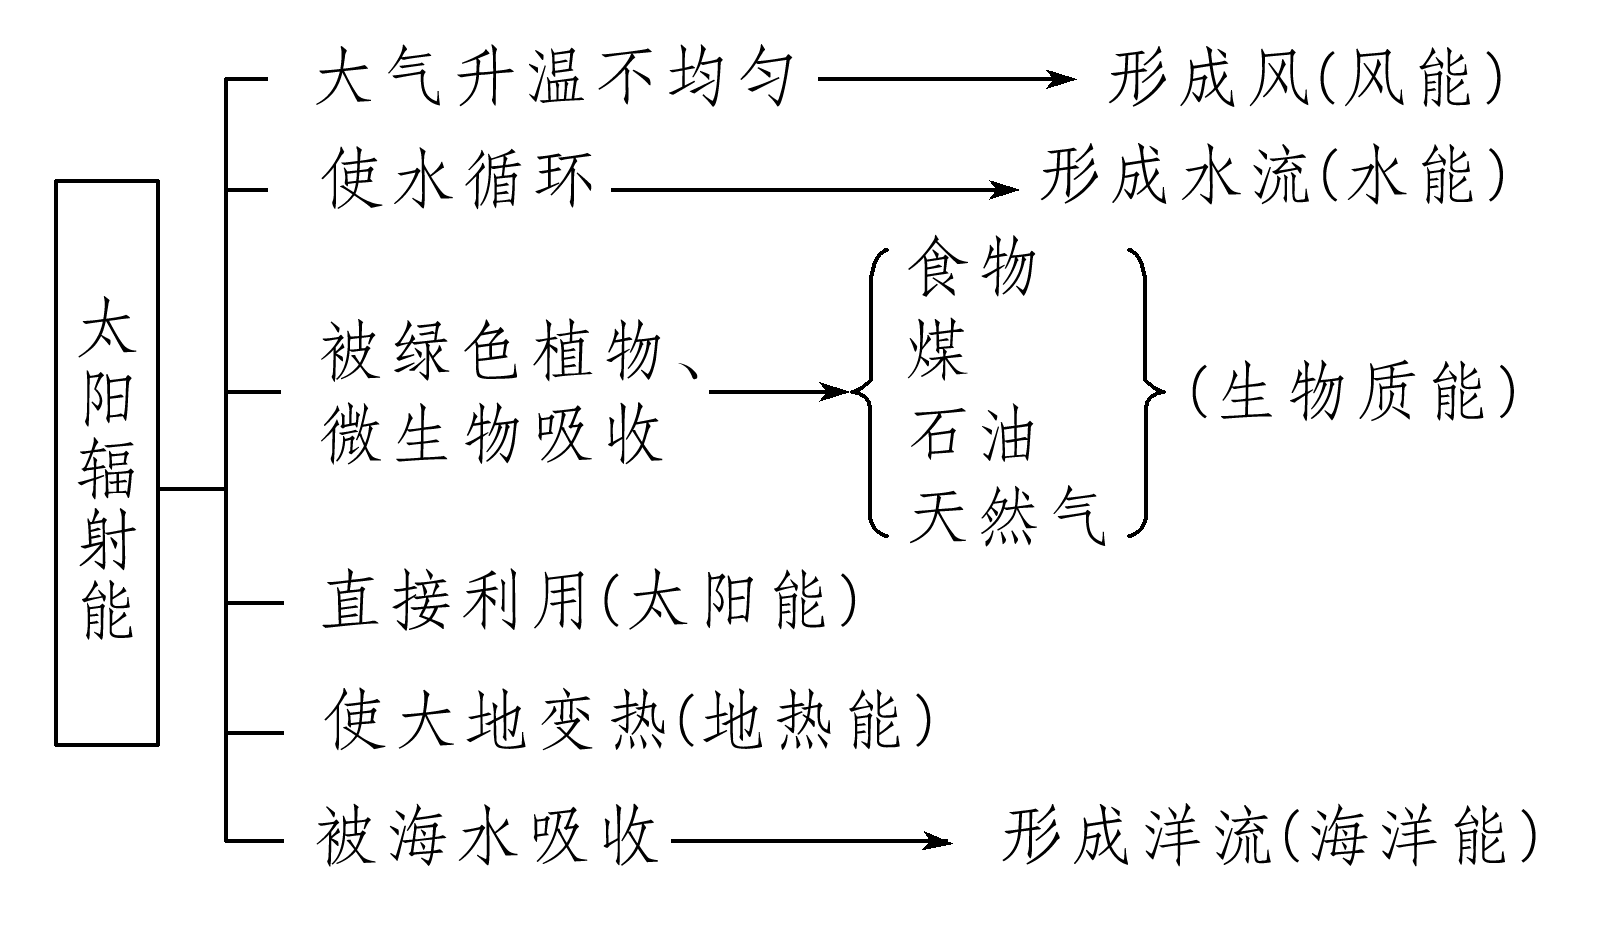 太阳辐射能
大气升温不均匀
形成风(风能)
使水循环
形成水流(水能)
被绿色植物、
微生物吸收
食物
煤
石油
天然气
(生物质能)
直接利用(太阳能)
使大地变热(地热能)
被海水吸收
形成洋流(海洋能)